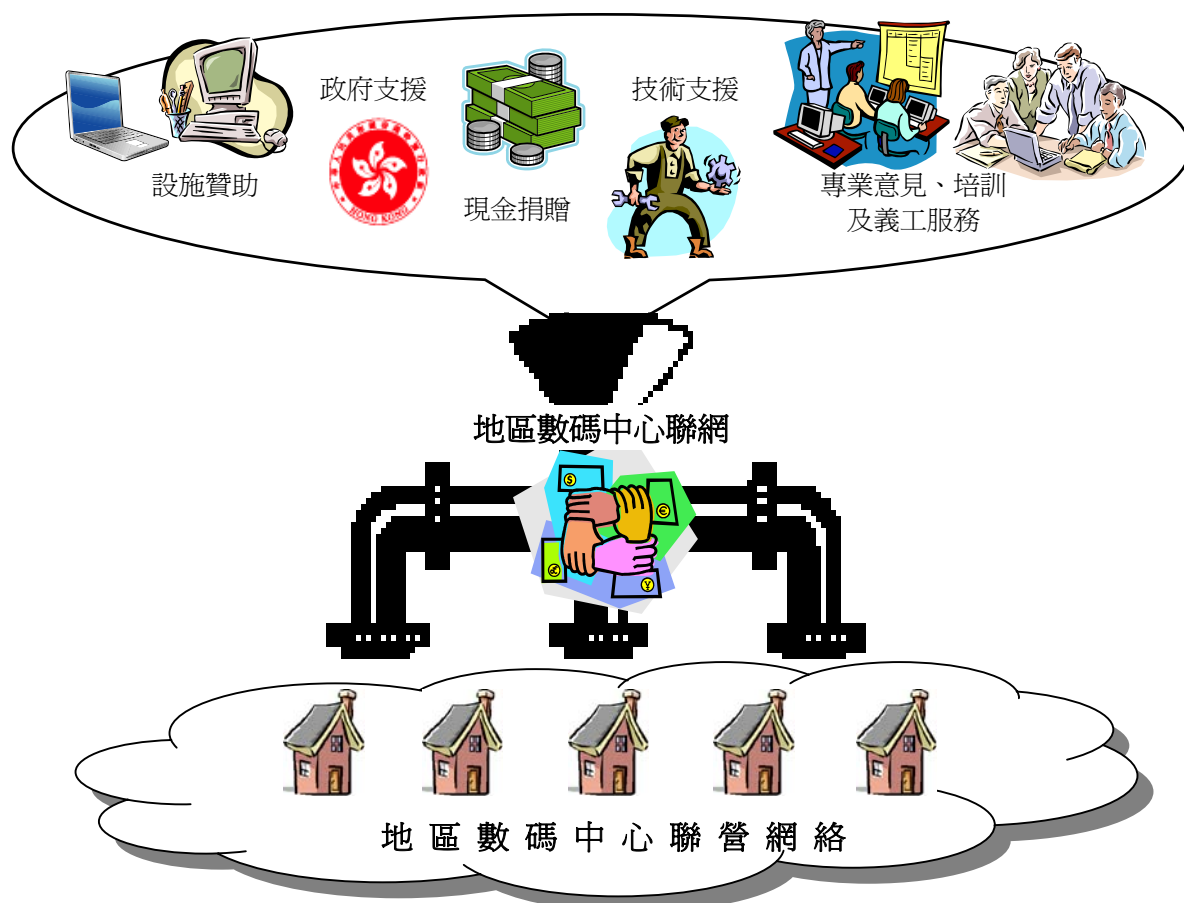 政府支援
技術支援
設施贊助
現金捐贈
專業意見、培訓
及義工服務
HONG KONG
地區數碼中心聯網
$
€
£
¥
地區數碼中心聯營網絡